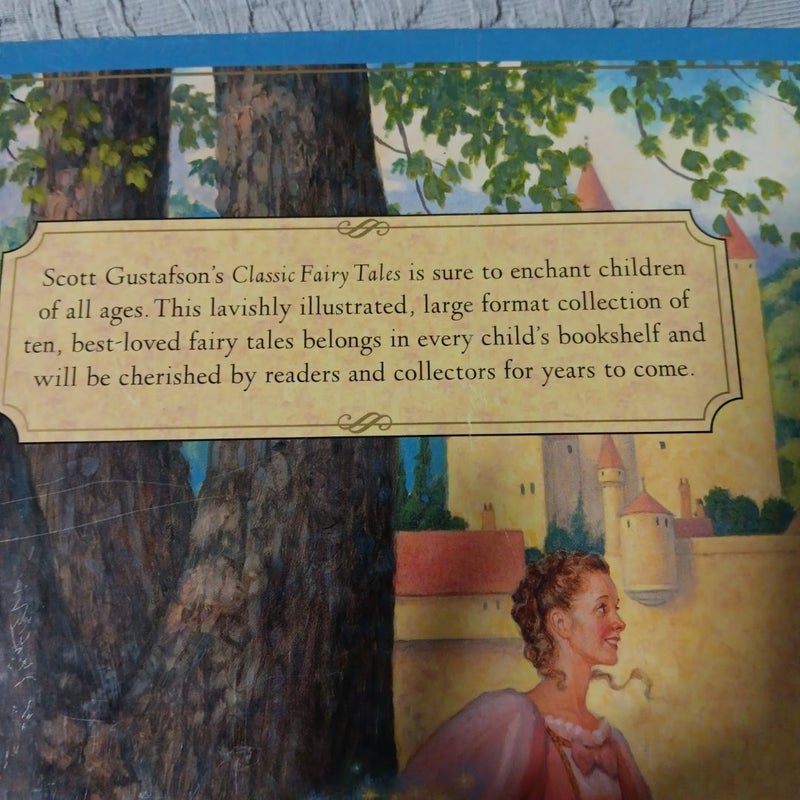 Scott Gustafson's Classic Fairy Tales is sure to enchant children
of all ages. This lavishly illustrated, large format collection of
ten, best-loved fairy tales belongs in every child's bookshelf and
will be cherished by readers and collectors for years to come.